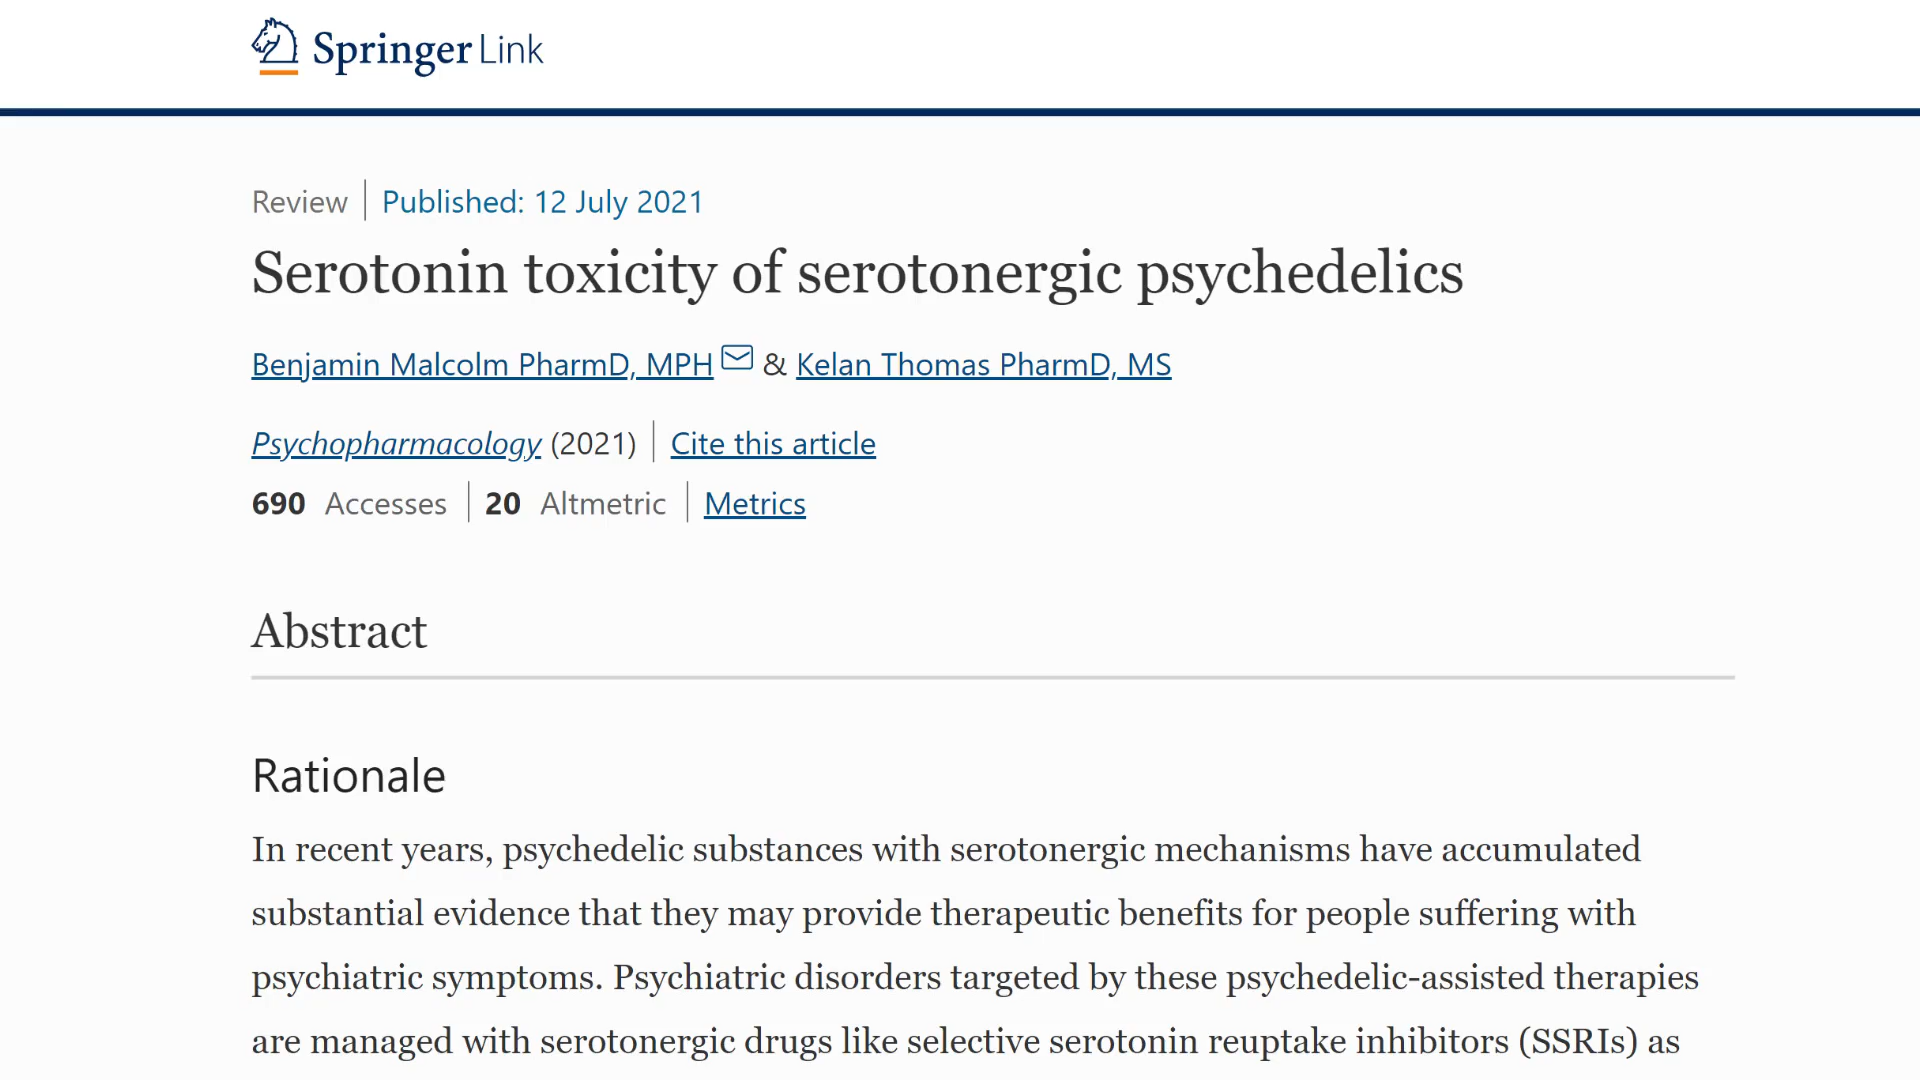 Springer Link
Review | Published: 12 July 2021
Serotonin toxicity of serotonergic psychedelics
Benjamin Malcolm PharmD, MPH & Kelan Thomas PharmD, MS
Psychopharmacology (2021) | Cite this article
690 Accesses | 20 Altmetric | Metrics
Abstract
Rationale
In recent years, psychedelic substances with serotonergic mechanisms have accumulated
substantial evidence that they may provide therapeutic benefits for people suffering with
psychiatric symptoms. Psychiatric disorders targeted by these psychedelic-assisted therapies
are managed with serotonergic drugs like selective serotonin reuptake inhibitors (SSRIs) as